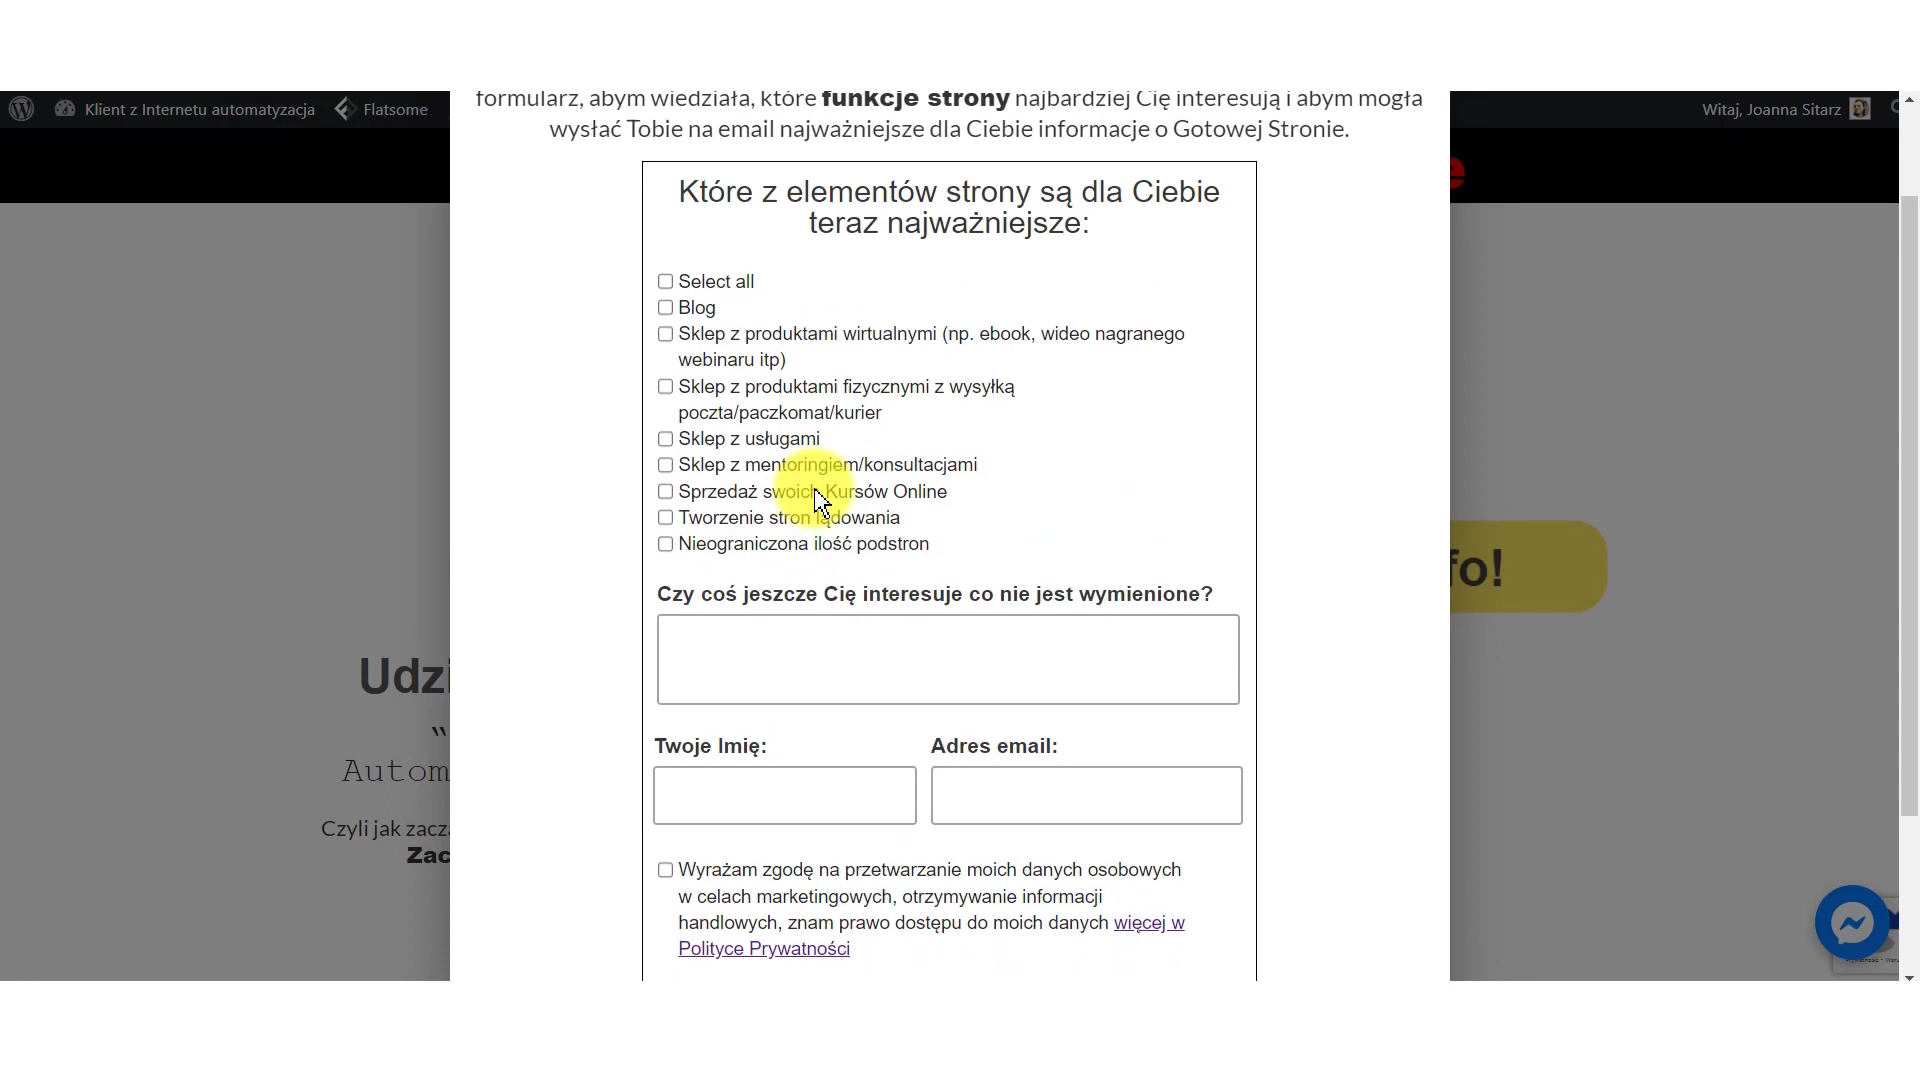 Klient z Internetu automatyzacja
Flatsome
Witaj, Joanna Sitarz
formularz, abym wiedziała, które funkcje strony najbardziej Cię interesują i abym mogła
wysłać Tobie na email najważniejsze dla Ciebie informacje o Gotowej Stronie.
Które z elementów strony są dla Ciebie
teraz najważniejsze:
Select all
Blog
Sklep z produktami wirtualnymi (np. ebook, wideo nagranego
webinaru itp)
Sklep z produktami fizycznymi z wysyłką
poczta/paczkomat/kurier
Sklep z usługami
Sklep z mentoringiem/konsultacjami
Sprzedaż swoich Kursów Online
Tworzenie stron lądowania
Nieograniczona ilość podstron
fo!
Czy coś jeszcze Cię interesuje co nie jest wymienione?
Udzi
“
Autom
Czyli jak zacz
Zac
Twoje Imię:
Adres email:
Wyrażam zgodę na przetwarzanie moich danych osobowych
w celach marketingowych, otrzymywanie informacji
handlowych, znam prawo dostępu do moich danych więcej w
Polityce Prywatności